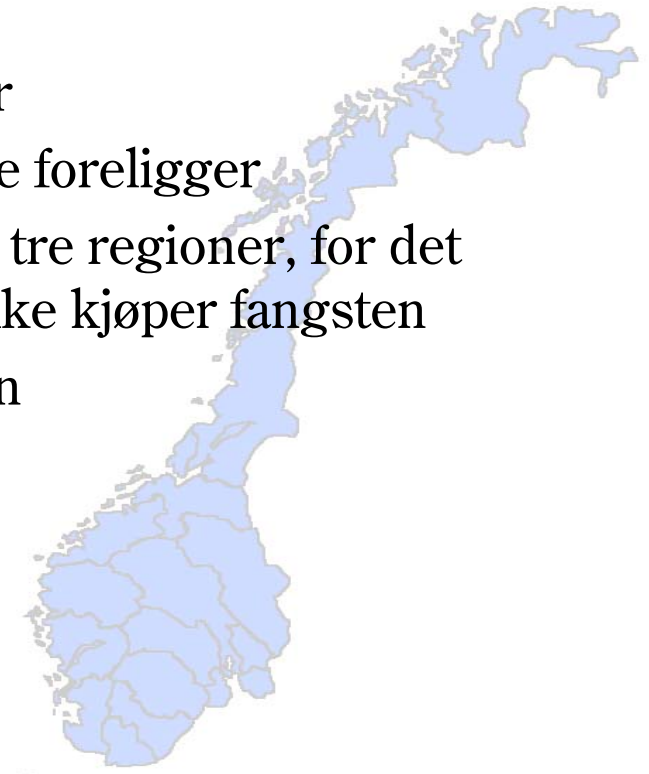 r
e foreligger
tre regioner, for det
ke kjøper fangsten
n